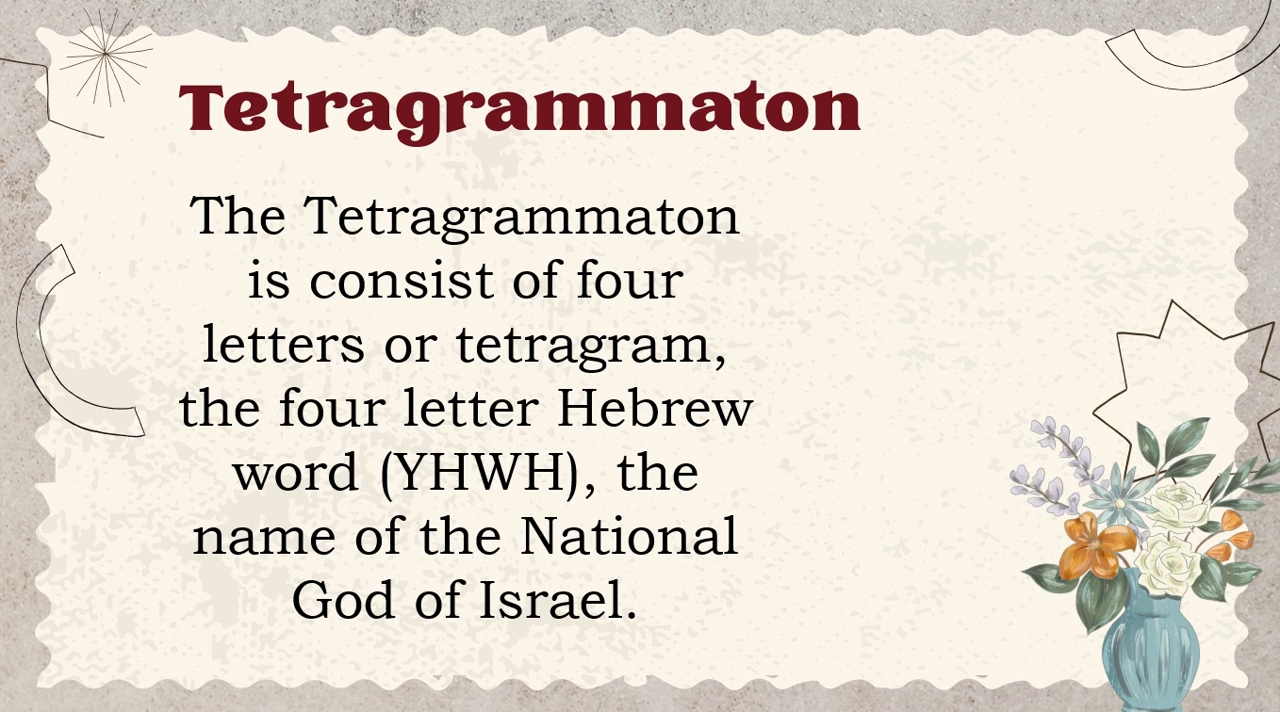 Tetragrammaton
The Tetragrammaton
is consist of four
letters or tetragram,
the four letter Hebrew
word (YHWH), the
name of the National
God of Israel.